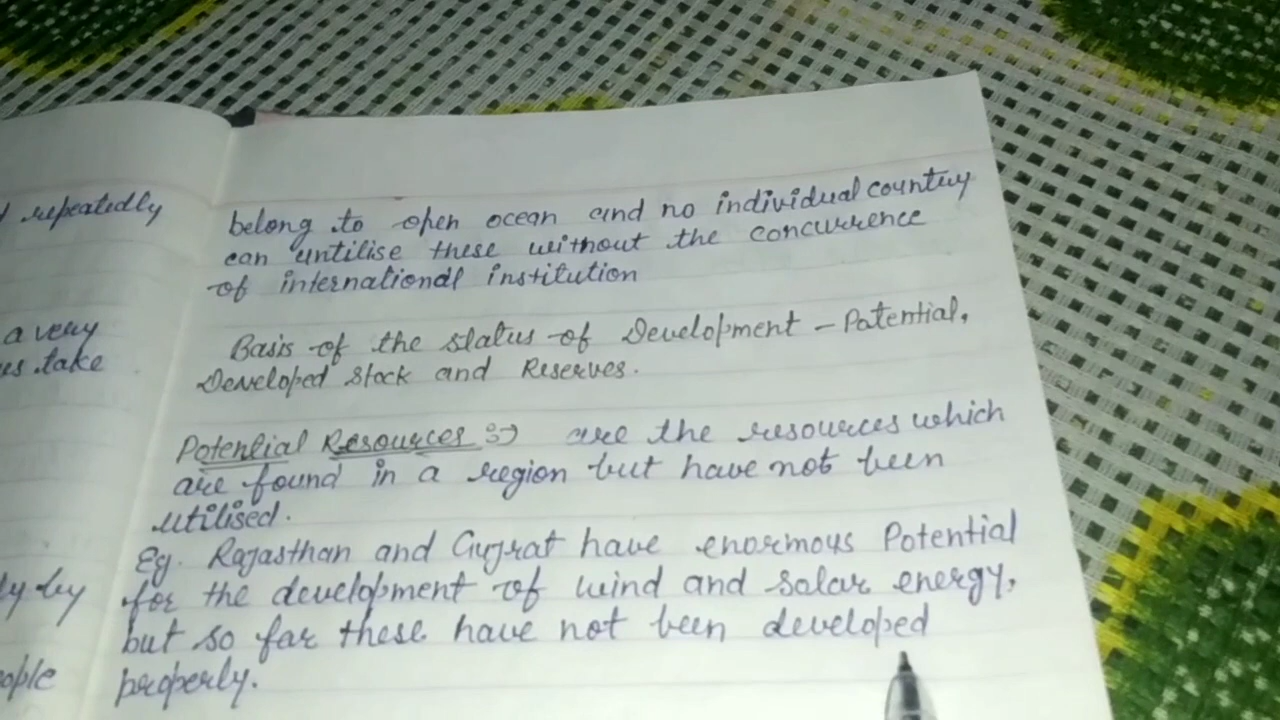 repeatedly
a very
es take
ly by
ople
belong to open ocean and no individual country
can untilise these without the concurrence
of international institution
Basis of the status of Development - Potential,
Developed stock and Reserves.
Potential Resources :-) are the resources which
are found in a region but have not been
utilised.
Eg. Rajasthan and Gujrat have enormous Potential
for the development of wind and solar energy,
but so far these have not been developed
properly.